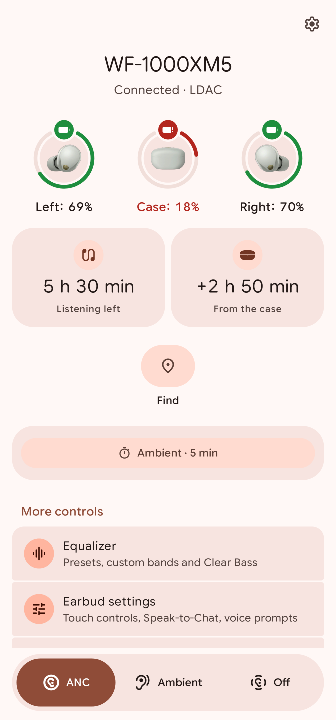 WF-1000XM5
Connected · LDAC
Left: 69%
Case: 18%
Right: 70%
5 h 30 min
Listening left
+2 h 50 min
From the case
Find
Ambient · 5 min
More controls
Equalizer
Presets, custom bands and Clear Bass
Earbud settings
Touch controls, Speak-to-Chat, voice prompts
ANC
Ambient
Off